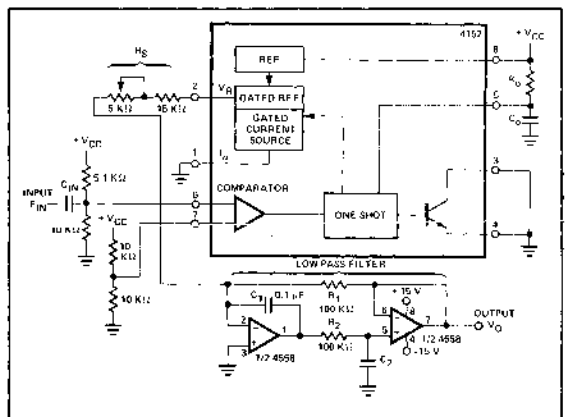 4152
+ VCC
RS
8
REF
2
VR
RO
5 KΩ
GATED REF
GATED
CURRENT
SOURCE
CO
+ VCC
1
3
5.1 KΩ
COMPARATOR
INPUT
FIN
CIN
6
7
ONE SHOT
10 KΩ
10
KΩ
4
LOW PASS FILTER
10 KΩ
0.1 µF
R1
100 KΩ
+ 15 V
8
OUTPUT
VO
2
3
1
R2
100 KΩ
6
5
7
4
-15 V
1/2 4558
1/2 4558